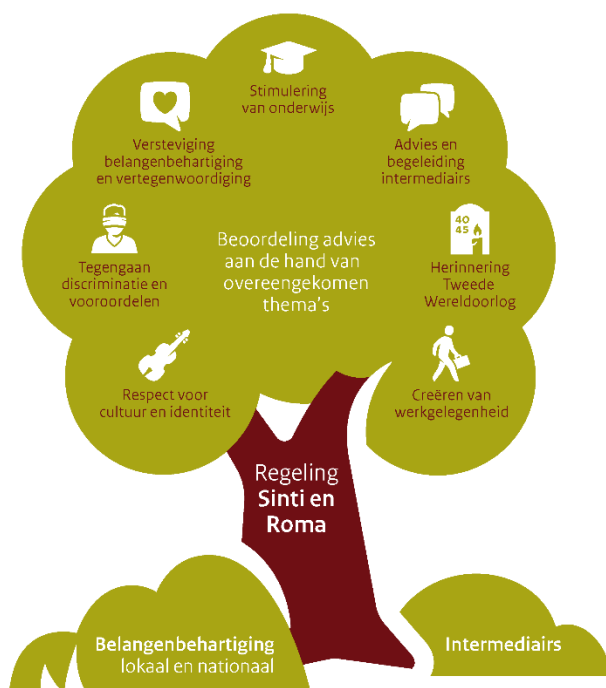 Stimulering
van onderwijs
Versteviging
belangenbehartiging
en vertegenwoordiging
Advies en
begeleiding
intermediairs
Tegengaan
discriminatie en
vooroordelen
Beoordeling advies
aan de hand van
overeengekomen
thema's
40
45
Herinnering
Tweede
Wereldoorlog
Respect voor
cultuur en identiteit
Creëren van
werkgelegenheid
Regeling
Sinti en
Roma
Belangenbehartiging
lokaal en nationaal
Intermediairs